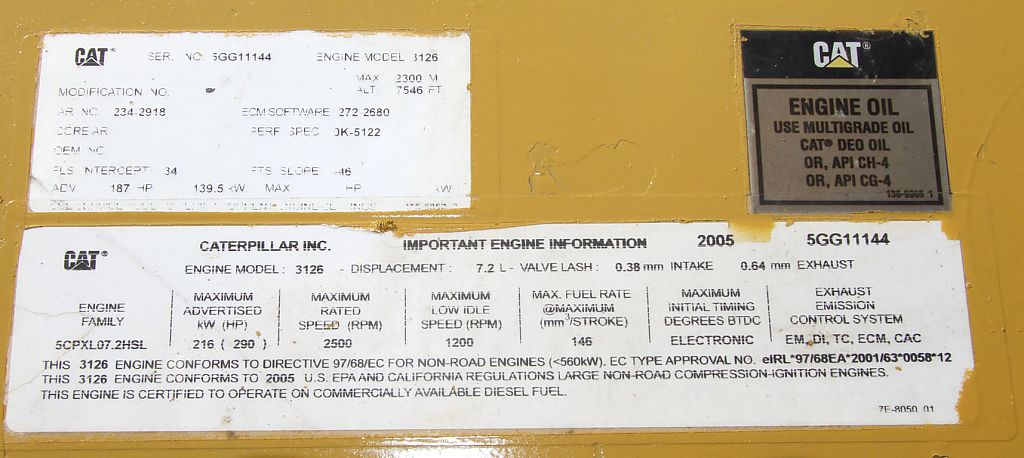 CAT® SER. NO. 5GG11144 ENGINE MODEL 3126
MAX 2300 M
MODIFICATION NO. ALT 7546 FT
AR NO. 234-2918 ECM SOFTWARE 272-2680
CORE AR PERF SPEC 0K-5122
OEM NO
FLS INTERCEPT 34 FTS SLOPE -46
ADV 187 HP 139.5 kW MAX HP kW
CAT®
ENGINE OIL
USE MULTIGRADE OIL
CAT® DEO OIL
OR, API CH-4
OR, API CG-4
CAT® CATERPILLAR INC. IMPORTANT ENGINE INFORMATION 2005 5GG11144
ENGINE MODEL : 3126 - DISPLACEMENT : 7.2 L - VALVE LASH : 0.38 mm INTAKE 0.64 mm EXHAUST
ENGINE FAMILY MAXIMUM ADVERTISED kW (HP) MAXIMUM RATED SPEED (RPM) MAXIMUM LOW IDLE SPEED (RPM) MAX. FUEL RATE @MAXIMUM (mm³/STROKE) MAXIMUM INITIAL TIMING DEGREES BTDC EXHAUST EMISSION CONTROL SYSTEM
5CPXL07.2HSL 216 ( 290 ) 2500 1200 146 ELECTRONIC EM, DI, TC, ECM, CAC
THIS 3126 ENGINE CONFORMS TO DIRECTIVE 97/68/EC FOR NON-ROAD ENGINES (<560kW). EC TYPE APPROVAL NO. eIRL*97/68EA*2001/63*0058*12
THIS 3126 ENGINE CONFORMS TO 2005 U.S. EPA AND CALIFORNIA REGULATIONS LARGE NON-ROAD COMPRESSION-IGNITION ENGINES.
THIS ENGINE IS CERTIFIED TO OPERATE ON COMMERCIALLY AVAILABLE DIESEL FUEL.
7E-8050 01